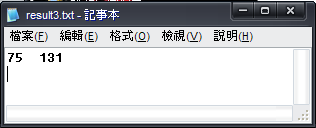 result3.txt - 記事本
檔案(F) 編輯(E) 格式(O) 檢視(V) 說明(H)
75 131